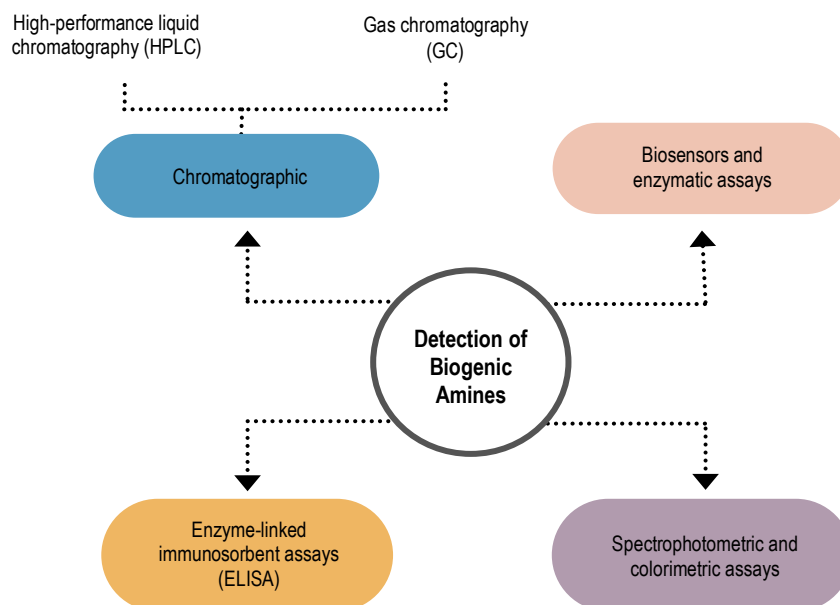 High-performance liquid
chromatography (HPLC)
Gas chromatography
(GC)
Chromatographic
Biosensors and
enzymatic assays
Detection of
Biogenic
Amines
Enzyme-linked
immunosorbent assays
(ELISA)
Spectrophotometric and
colorimetric assays